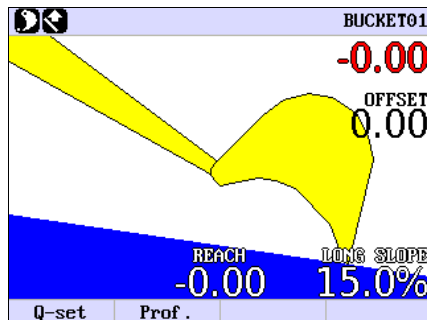 BUCKET01
-0.00
OFFSET
0.00
REACH
-0.00
LONG SLOPE
15.0%
Q-set
Prof.